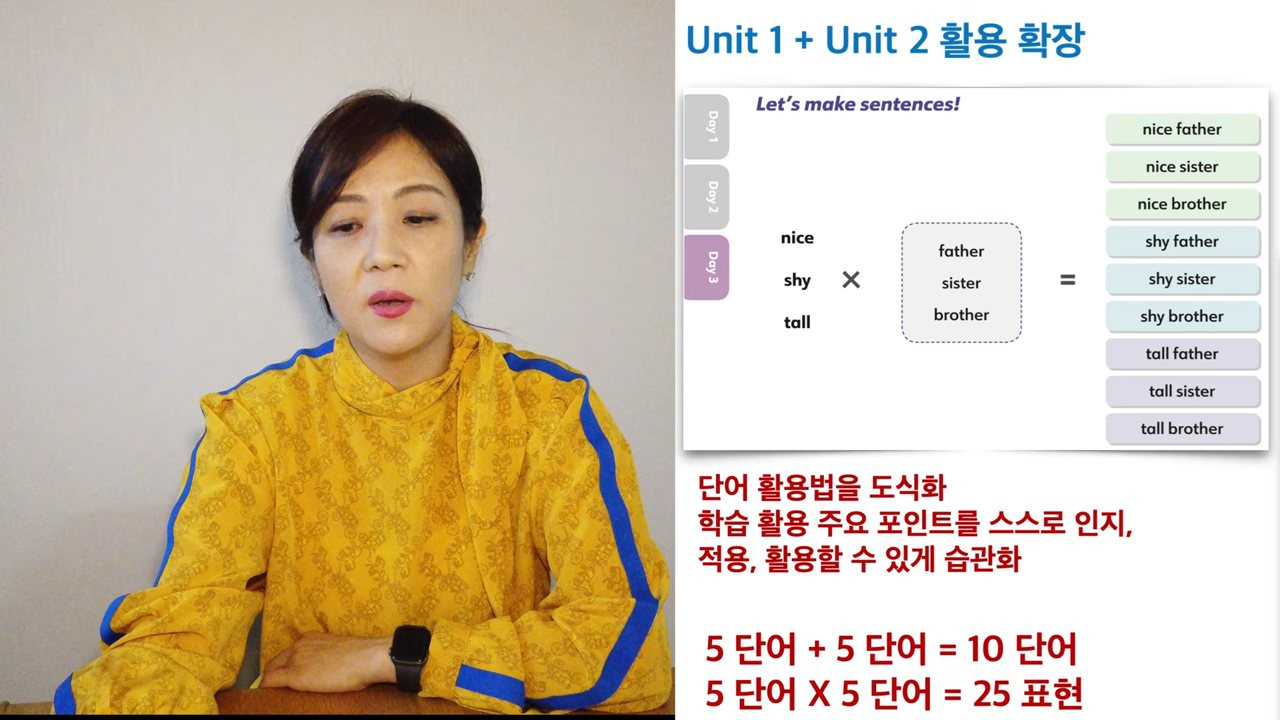 Unit 1 + Unit 2 활용 확장
Let's make sentences!
Day 1
Day 2
Day 3
nice
shy
tall
×
father
sister
brother
=
nice father
nice sister
nice brother
shy father
shy sister
shy brother
tall father
tall sister
tall brother
단어 활용법을 도식화
학습 활용 주요 포인트를 스스로 인지,
적용, 활용할 수 있게 습관화
5 단어 + 5 단어 = 10 단어
5 단어 X 5 단어 = 25 표현